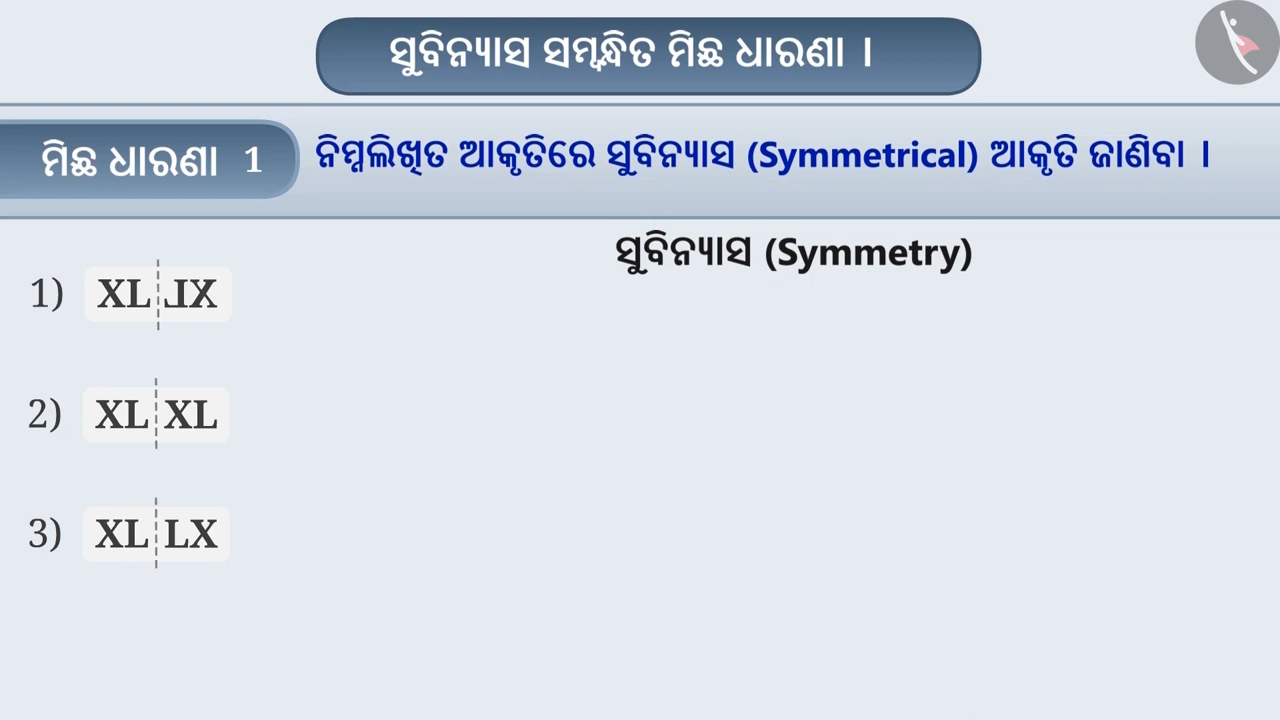 ସୁବିନ୍ୟାସ ସମ୍ବନ୍ଧିତ ମିଛ ଧାରଣା ।
ମିଛ ଧାରଣା 1 ନିମ୍ନଲିଖିତ ଆକୃତିରେ ସୁବିନ୍ୟାସ (Symmetrical) ଆକୃତି ଜାଣିବା ।
ସୁବିନ୍ୟାସ (Symmetry)
1) XL ⅃X
2) XL XL
3) XL LX